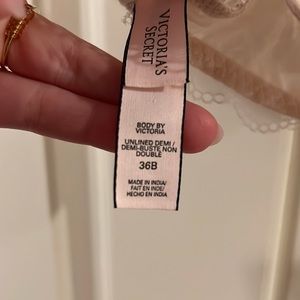 VICTORIA'S
SECRET
BODY BY
VICTORIA
UNLINED DEMI /
DEMI-BUSTE NON
DOUBLE
36B
MADE IN INDIA/
FAIT EN INDE/
HECHO EN INDIA